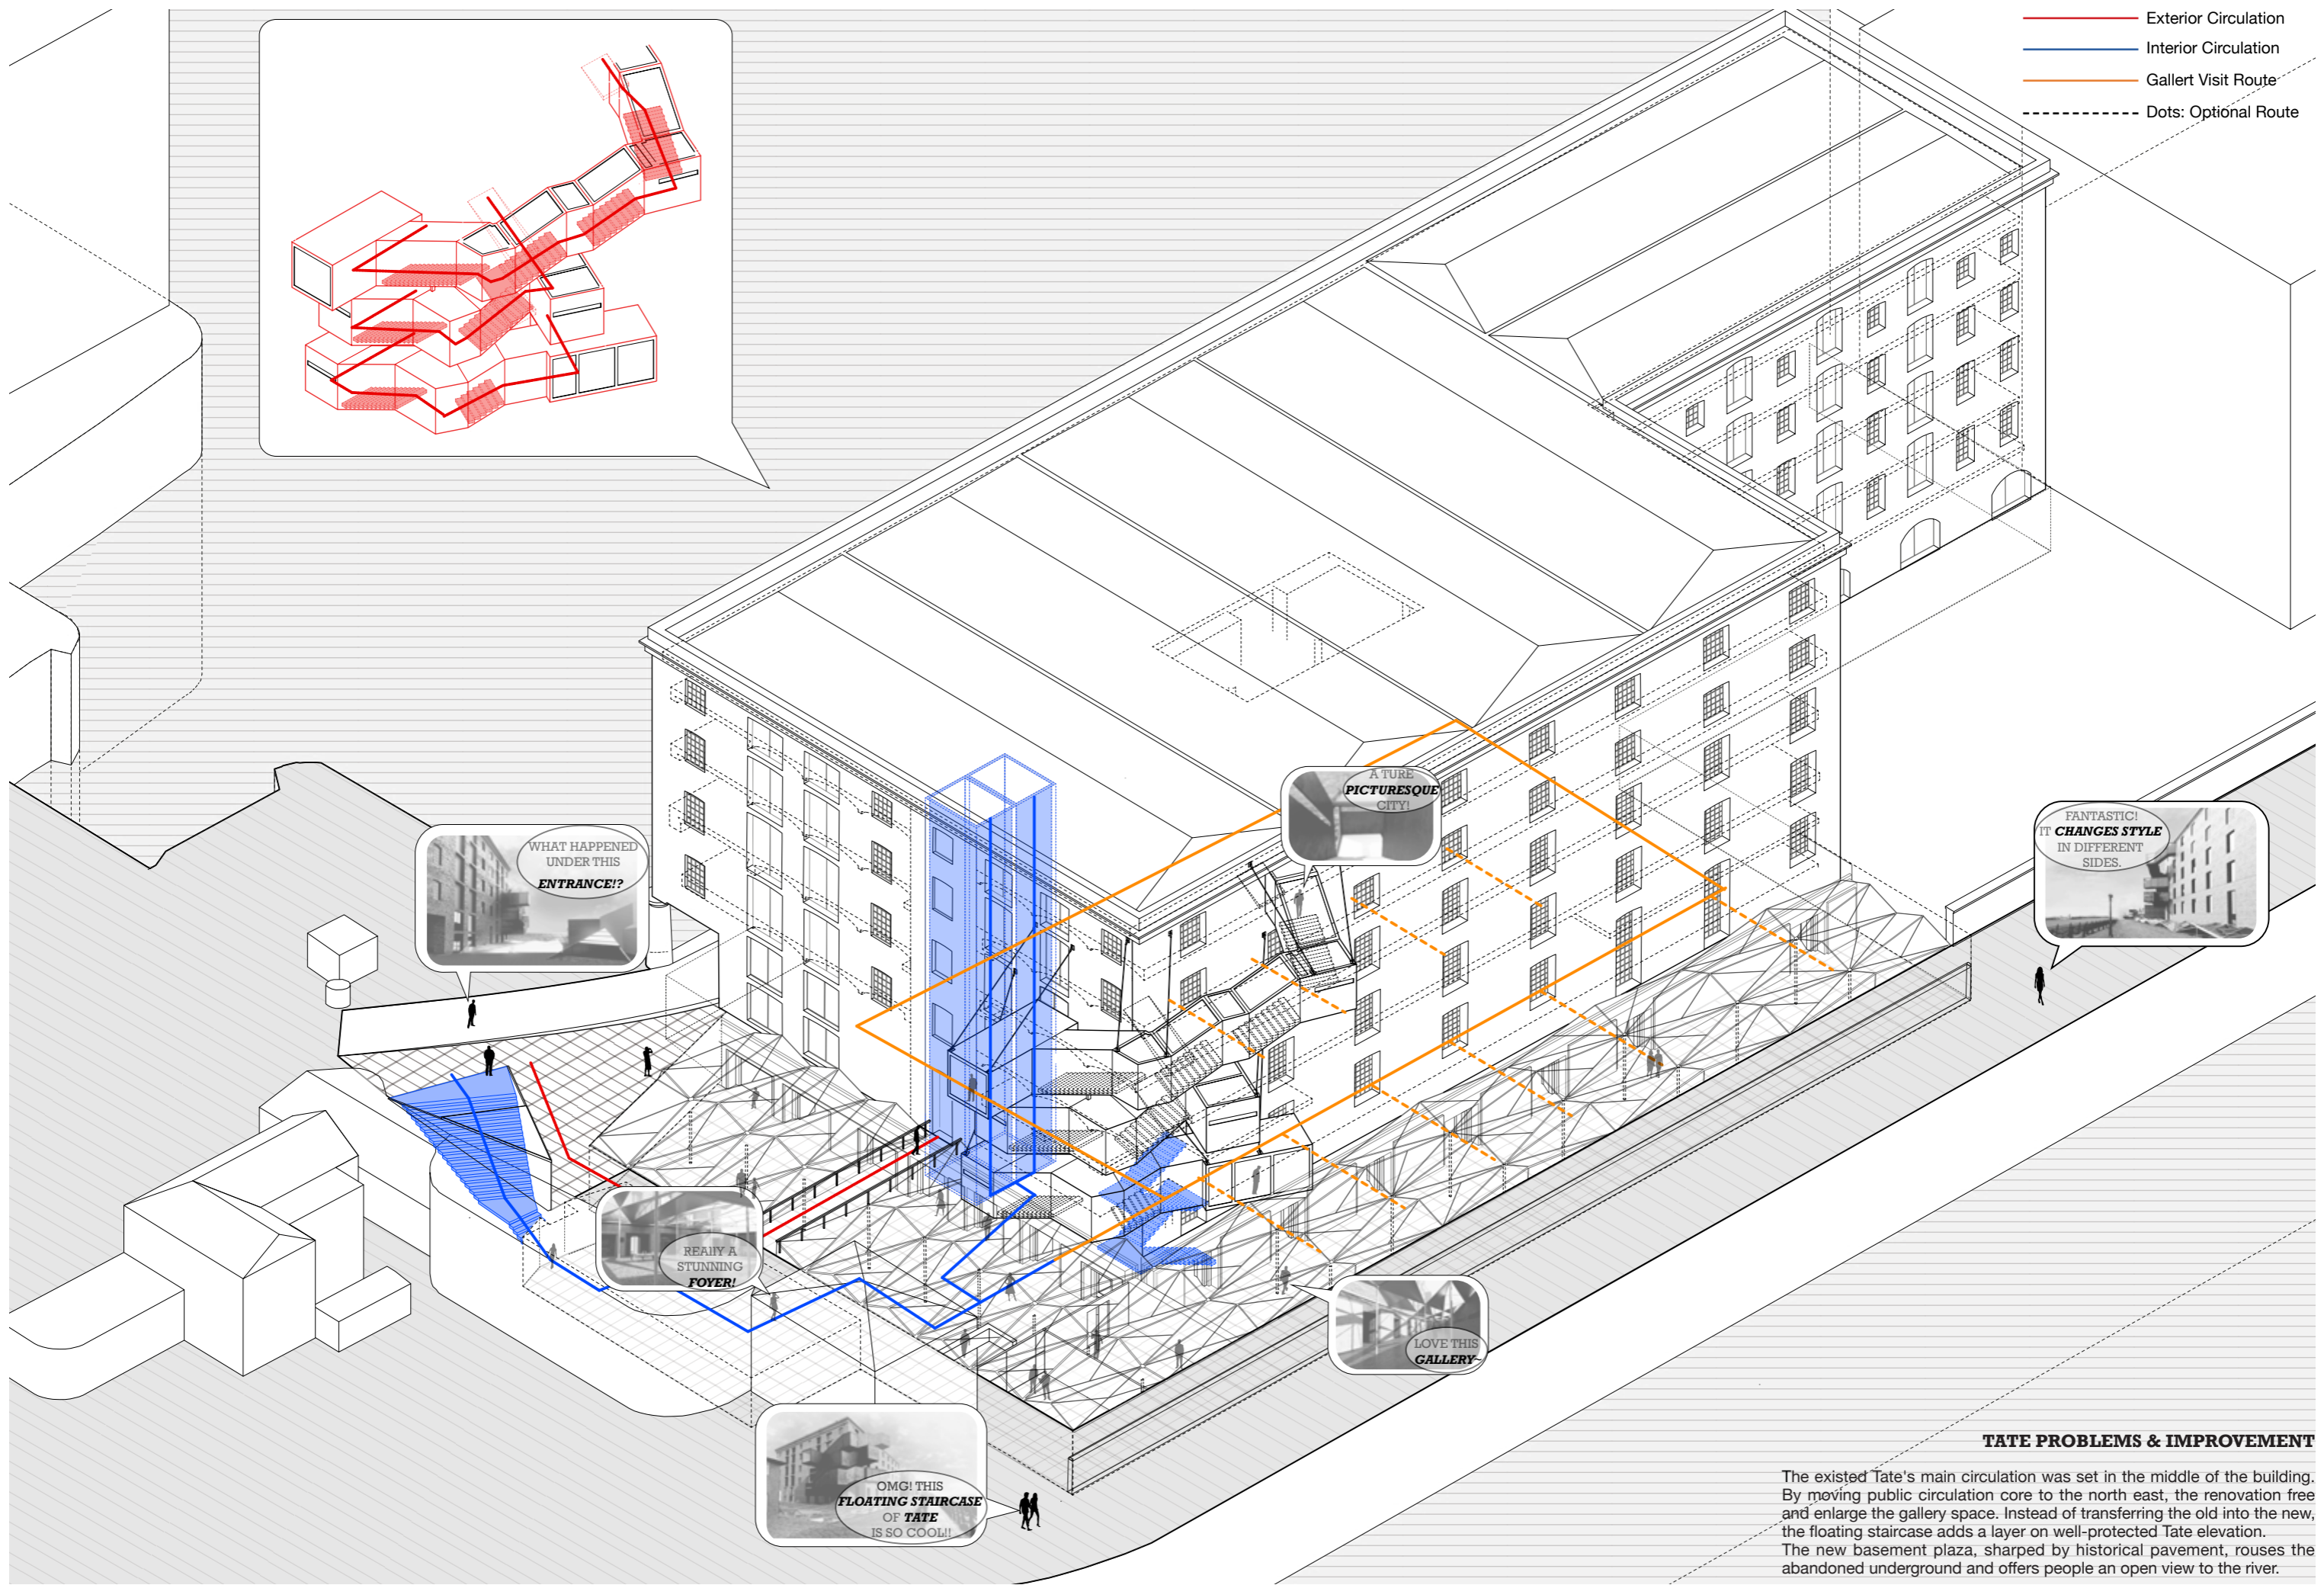 Exterior Circulation
Interior Circulation
Gallert Visit Route
Dots: Optional Route
A TURE
PICTURESQUE
CITY!
FANTASTIC!
IT CHANGES STYLE
IN DIFFERENT
SIDES.
WHAT HAPPENED
UNDER THIS
ENTRANCE!?
REAllY A
STUNNING
FOYER!
LOVE THIS
GALLERY~
OMG! THIS
FLOATING STAIRCASE
OF TATE
IS SO COOL!!
TATE PROBLEMS & IMPROVEMENT
The existed Tate's main circulation was set in the middle of the building.
By moving public circulation core to the north east, the renovation free
and enlarge the gallery space. Instead of transferring the old into the new,
the floating staircase adds a layer on well-protected Tate elevation.
The new basement plaza, sharped by historical pavement, rouses the
abandoned underground and offers people an open view to the river.